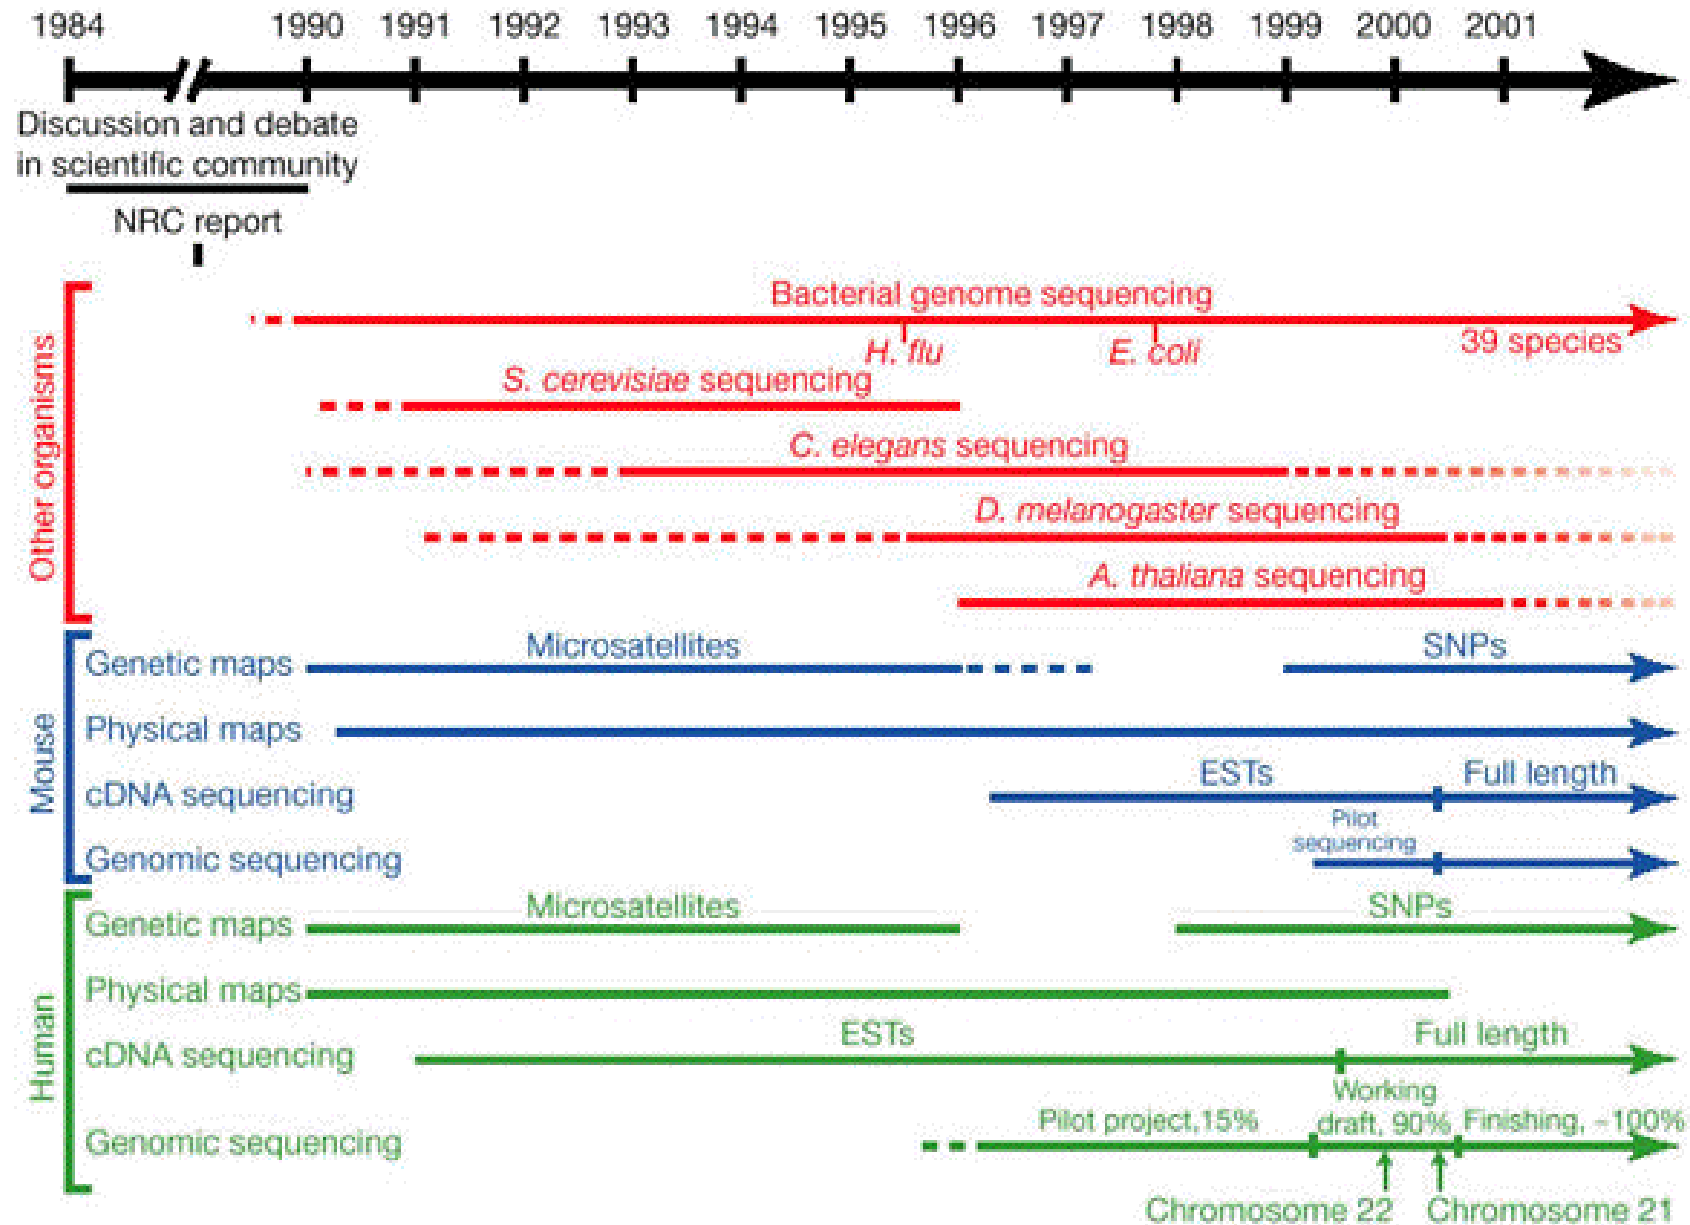 1984 1990 1991 1992 1993 1994 1995 1996 1997 1998 1999 2000 2001
Discussion and debate
in scientific community
NRC report
Other organisms
Bacterial genome sequencing
H. flu
E. coli
39 species
S. cerevisiae sequencing
C. elegans sequencing
D. melanogaster sequencing
A. thaliana sequencing
Mouse
Genetic maps
Microsatellites
SNPs
Physical maps
cDNA sequencing
ESTs
Full length
Genomic sequencing
Pilot
sequencing
Human
Genetic maps
Microsatellites
SNPs
Physical maps
cDNA sequencing
ESTs
Full length
Genomic sequencing
Pilot project,15%
Working
draft, 90%
Finishing, ~100%
Chromosome 22
Chromosome 21